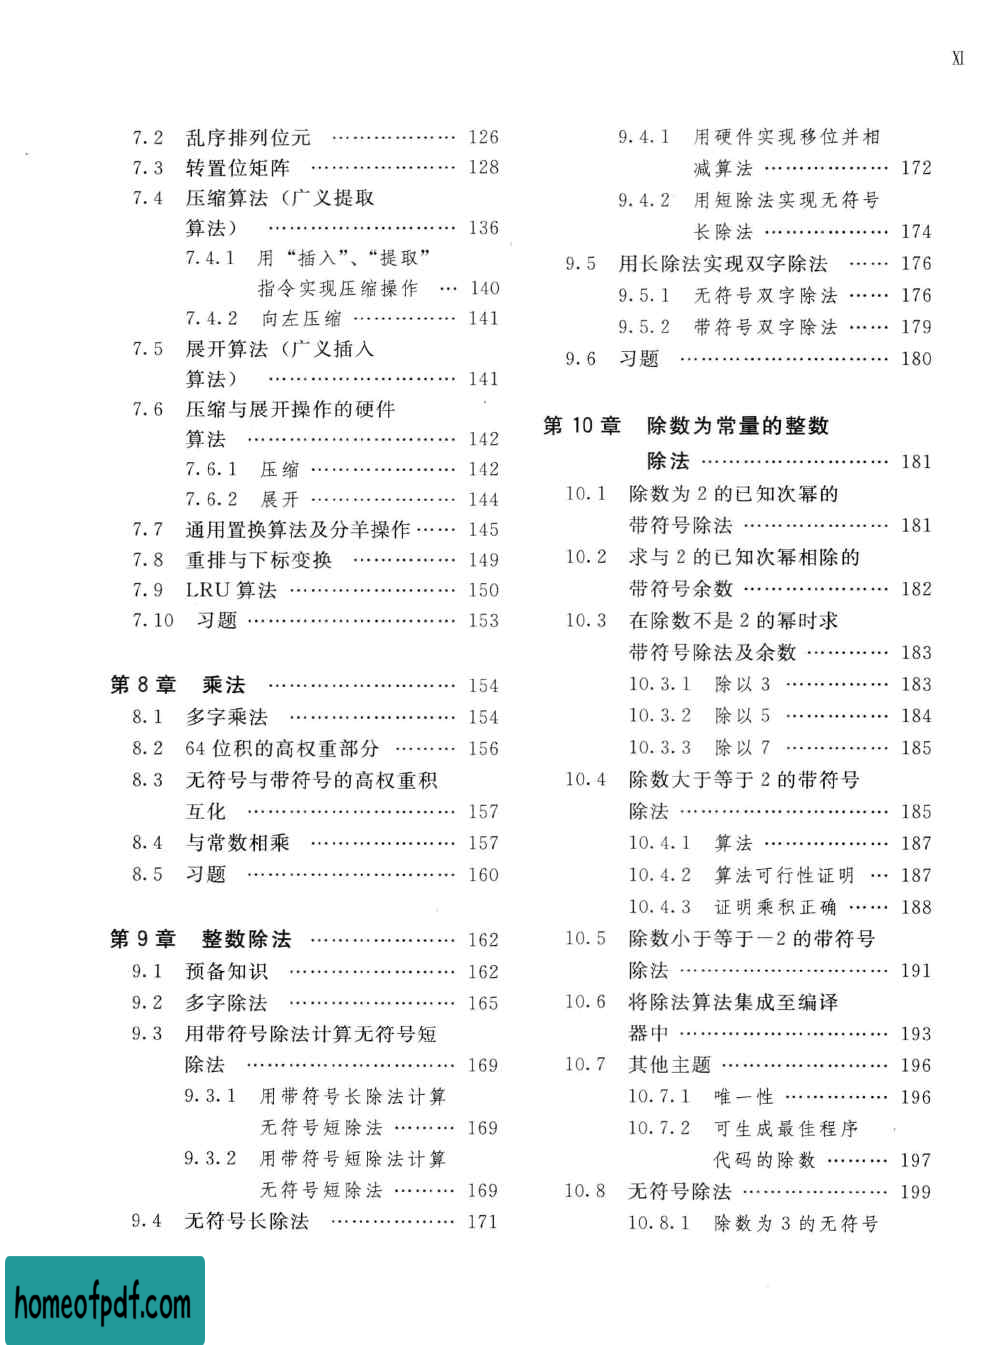 XI
7.2 乱序排列位元 ……………… 126
7.3 转置位矩阵 ………………… 128
7.4 压缩算法（广义提取
算法） ……………………… 136
7.4.1 用“插入”、“提取”
指令实现压缩操作 … 140
7.4.2 向左压缩 …………… 141
7.5 展开算法（广义插入
算法） ……………………… 141
7.6 压缩与展开操作的硬件
算法 ………………………… 142
7.6.1 压缩 ………………… 142
7.6.2 展开 ………………… 144
7.7 通用置换算法及分羊操作 …… 145
7.8 重排与下标变换 …………… 149
7.9 LRU 算法 …………………… 150
7.10 习题 ………………………… 153
第 8 章 乘法 ……………………… 154
8.1 多字乘法 …………………… 154
8.2 64 位积的高权重部分 ……… 156
8.3 无符号与带符号的高权重积
互化 ………………………… 157
8.4 与常数相乘 ………………… 157
8.5 习题 ………………………… 160
第 9 章 整数除法 ………………… 162
9.1 预备知识 …………………… 162
9.2 多字除法 …………………… 165
9.3 用带符号除法计算无符号短
除法 ………………………… 169
9.3.1 用带符号长除法计算
无符号短除法 ……… 169
9.3.2 用带符号短除法计算
无符号短除法 ……… 169
9.4 无符号长除法 ……………… 171
9.4.1 用硬件实现移位并相
减算法 ……………… 172
9.4.2 用短除法实现无符号
长除法 ……………… 174
9.5 用长除法实现双字除法 …… 176
9.5.1 无符号双字除法 …… 176
9.5.2 带符号双字除法 …… 179
9.6 习题 ………………………… 180
第 10 章 除数为常量的整数
除法 ……………………… 181
10.1 除数为 2 的已知次幂的
带符号除法 ………………… 181
10.2 求与 2 的已知次幂相除的
带符号余数 ………………… 182
10.3 在除数不是 2 的幂时求
带符号除法及余数 ………… 183
10.3.1 除以 3 …………… 183
10.3.2 除以 5 …………… 184
10.3.3 除以 7 …………… 185
10.4 除数大于等于 2 的带符号
除法 ………………………… 185
10.4.1 算法 ……………… 187
10.4.2 算法可行性证明 … 187
10.4.3 证明乘积正确 …… 188
10.5 除数小于等于－2 的带符号
除法 ………………………… 191
10.6 将除法算法集成至编译
器中 ………………………… 193
10.7 其他主题 …………………… 196
10.7.1 唯一性 …………… 196
10.7.2 可生成最佳程序
代码的除数 ……… 197
10.8 无符号除法 ………………… 199
10.8.1 除数为 3 的无符号
homeofpdf.com